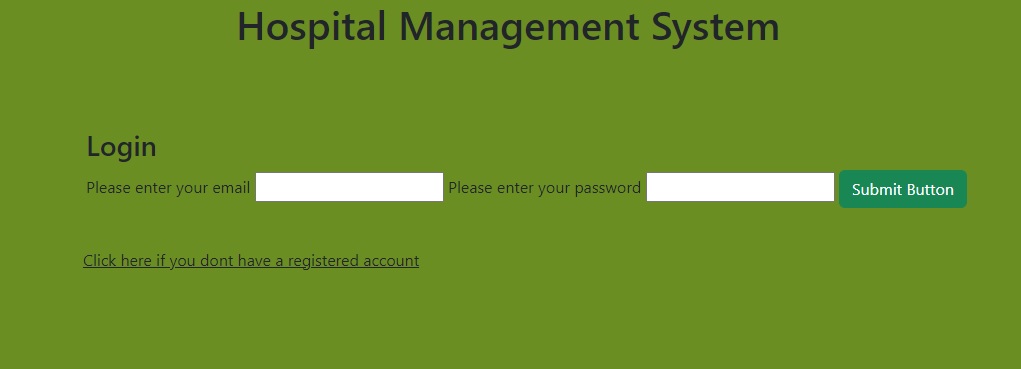 Hospital Management System
Login
Please enter your email Please enter your password Submit Button
Click here if you dont have a registered account